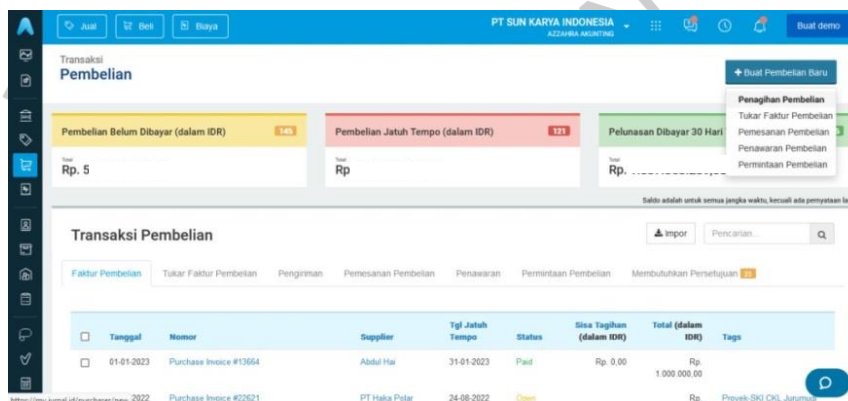 Jual
Beli
Biaya
PT SUN KARYA INDONESIA
AZZAHRA AKUNTING
Buat demo
Transaksi
Pembelian
+ Buat Pembelian Baru
Penagihan Pembelian
Tukar Faktur Pembelian
Pemesanan Pembelian
Penawaran Pembelian
Permintaan Pembelian
Pembelian Belum Dibayar (dalam IDR) 145
Pembelian Jatuh Tempo (dalam IDR) 121
Pelunasan Dibayar 30 Hari
Total
Rp. 5
Total
Rp
Total
Rp.
Saldo adalah untuk semua jangka waktu, kecuali ada pernyataan la
Transaksi Pembelian
Impor
Pencarian...
Faktur Pembelian
Tukar Faktur Pembelian
Pengiriman
Pemesanan Pembelian
Penawaran
Permintaan Pembelian
Membutuhkan Persetujuan
Tanggal Nomor Supplier Tgl Jatuh Tempo Status Sisa Tagihan (dalam IDR) Total (dalam IDR) Tags
01-01-2023 Purchase Invoice #13664 Abdul Hai 31-01-2023 Paid Rp. 0,00 Rp. 1.000.000,00
2022 Purchase Invoice #22621 PT Haka Polar 24-08-2022 Open Rp. Proyek-SKI CKL Jurumudi